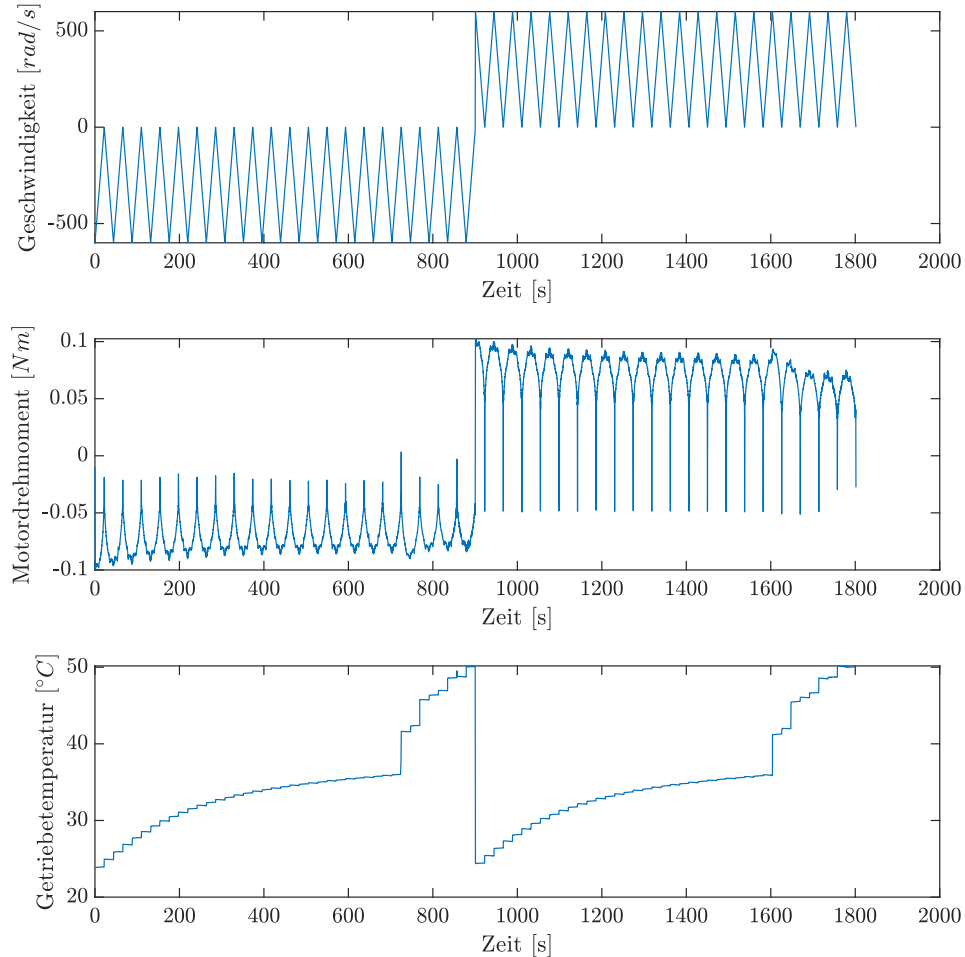 Geschwindigkeit [rad/s]
500
0
-500
0 200 400 600 800 1000 1200 1400 1600 1800 2000
Zeit [s]
Motordrehmoment [Nm]
0.1
0.05
0
-0.05
-0.1
0 200 400 600 800 1000 1200 1400 1600 1800 2000
Zeit [s]
Getriebetemperatur [°C]
50
40
30
20
0 200 400 600 800 1000 1200 1400 1600 1800 2000
Zeit [s]